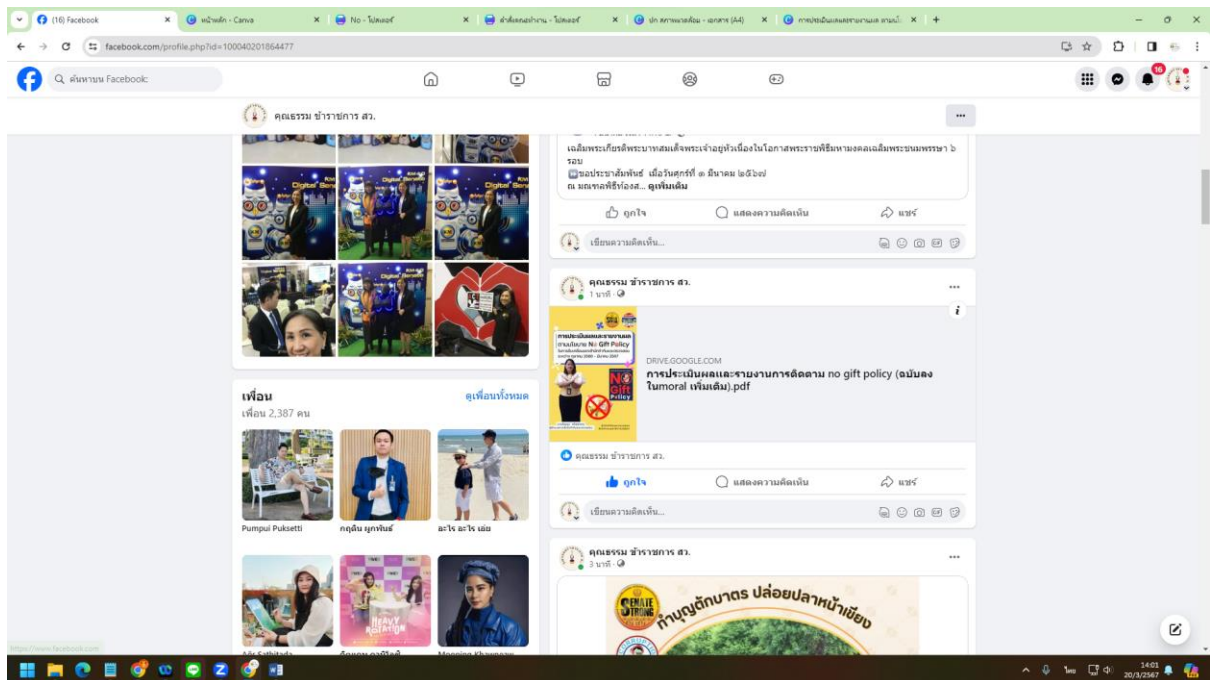 (16) Facebook
หน้าหลัก - Canva
No - โปสเตอร์
facebook.com/profile.php?id=100040201864477
ค้นหาบน Facebook
16
คุณธรรม ข้าราชการ สว.
เฉลิมพระเกียรติพระบาทสมเด็จพระเจ้าอยู่หัวเนื่องในโอกาสพระราชพิธีมหามงคลเฉลิมพระชนมพรรษา ๖
รอบ
ขอประชาสัมพันธ์ เมื่อวันศุกร์ที่ ๑ มีนาคม ๒๕๖๗
ณ มณฑลพิธีท้องส... ดูเพิ่มเติม
ถูกใจ
แสดงความคิดเห็น
แชร์
เขียนความคิดเห็น...
คุณธรรม ข้าราชการ สว.
1 นาที
No Gift Policy
NO
Gift
Policy
DRIVE.GOOGLE.COM
การประเมินผลและรายงานการติดตาม no gift policy (ฉบับลง
ในmoral เพิ่มเติม).pdf
คุณธรรม ข้าราชการ สว.
ถูกใจ
แสดงความคิดเห็น
แชร์
เขียนความคิดเห็น...
คุณธรรม ข้าราชการ สว.
3 นาที
SENATE
STRONG
ทำบุญตักบาตร ปล่อยปลาหน้าเขียง
เพื่อน
ดูเพื่อนทั้งหมด
เพื่อน 2,387 คน
Pumpui Puksetti
กฤติน ผูกพันธ์
อะไร อะไร เอ่ย
HEAVY
ROTATION
https://www.facebook.com
ไทย
14:01
20/3/2567